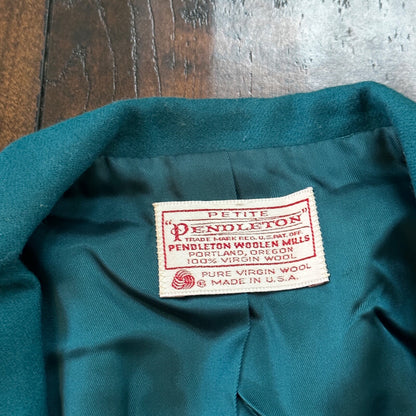 PETITE
"PENDLETON"
TRADE MARK REG. U.S. PAT. OFF.
PENDLETON WOOLEN MILLS
PORTLAND, OREGON
100% VIRGIN WOOL
PURE VIRGIN WOOL
® MADE IN U.S.A.